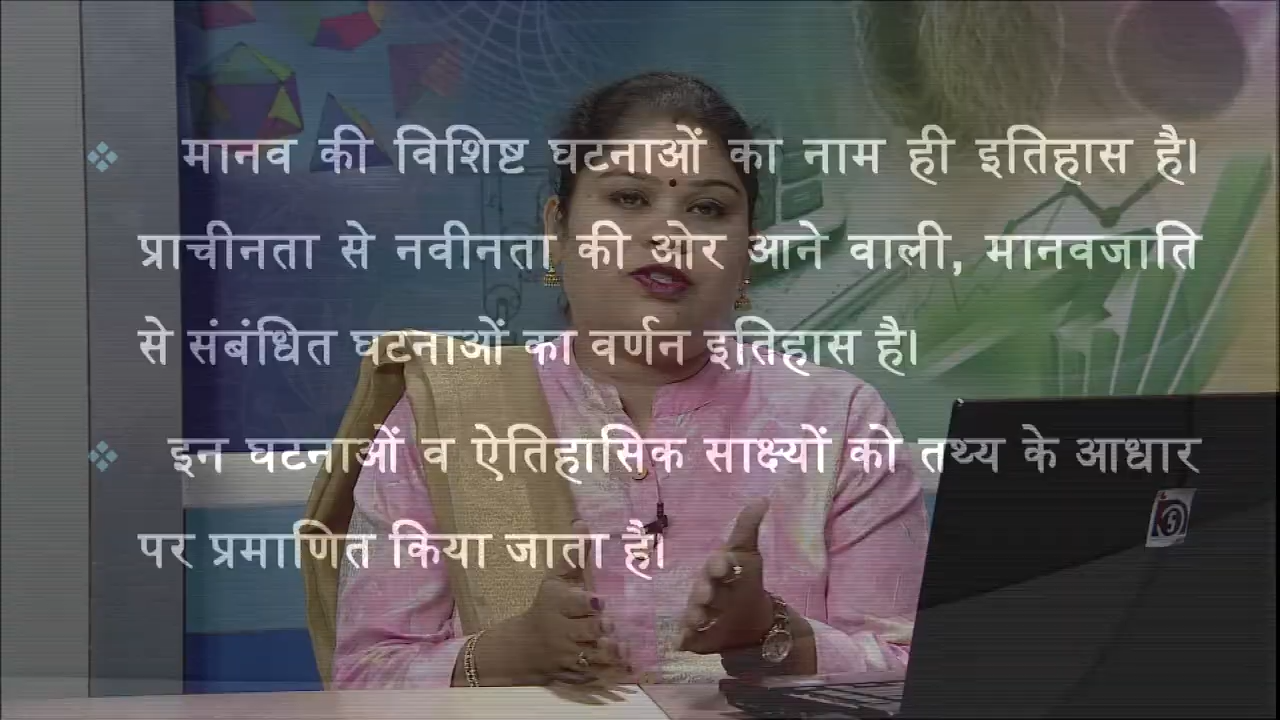 ❖ मानव की विशिष्ट घटनाओं का नाम ही इतिहास है।
प्राचीनता से नवीनता की ओर आने वाली, मानवजाति
से संबंधित घटनाओं का वर्णन इतिहास है।
❖ इन घटनाओं व ऐतिहासिक साक्ष्यों को तथ्य के आधार
पर प्रमाणित किया जाता है।